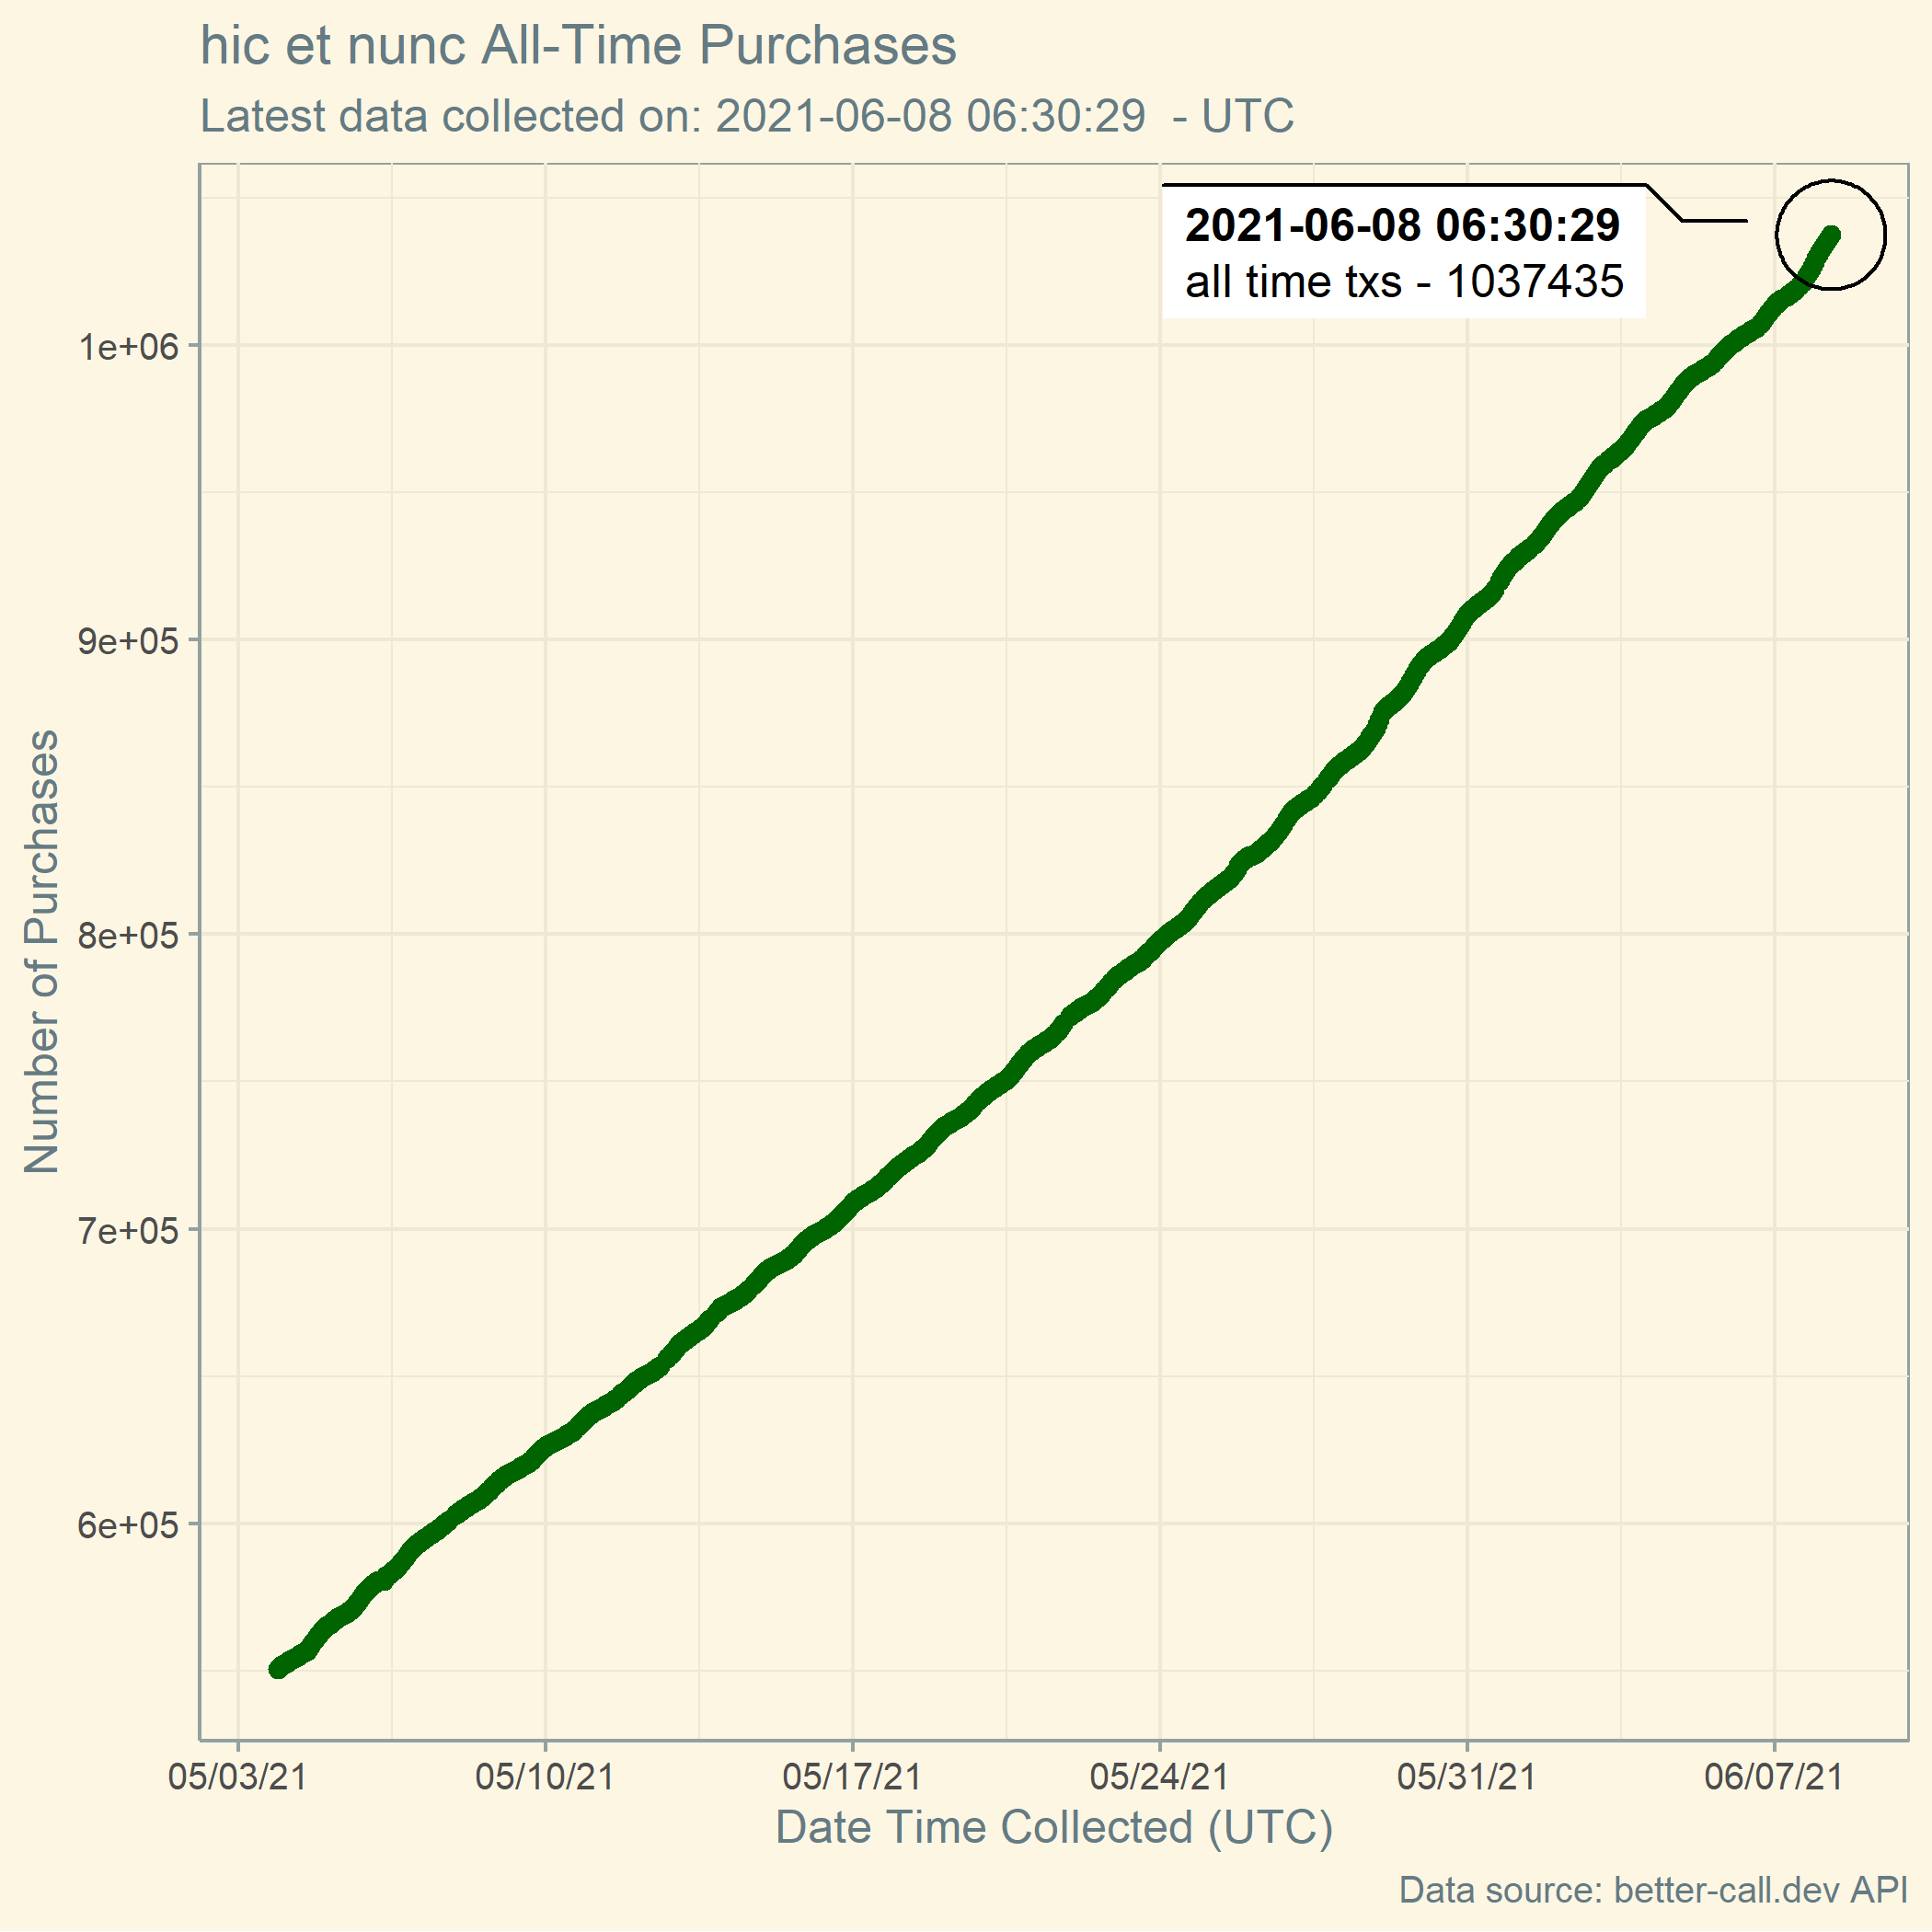 hic et nunc All-Time Purchases
Latest data collected on: 2021-06-08 06:30:29  - UTC
2021-06-08 06:30:29
all time txs - 1037435
Number of Purchases
1e+06
9e+05
8e+05
7e+05
6e+05
05/03/21 05/10/21 05/17/21 05/24/21 05/31/21 06/07/21
Date Time Collected (UTC)
Data source: better-call.dev API